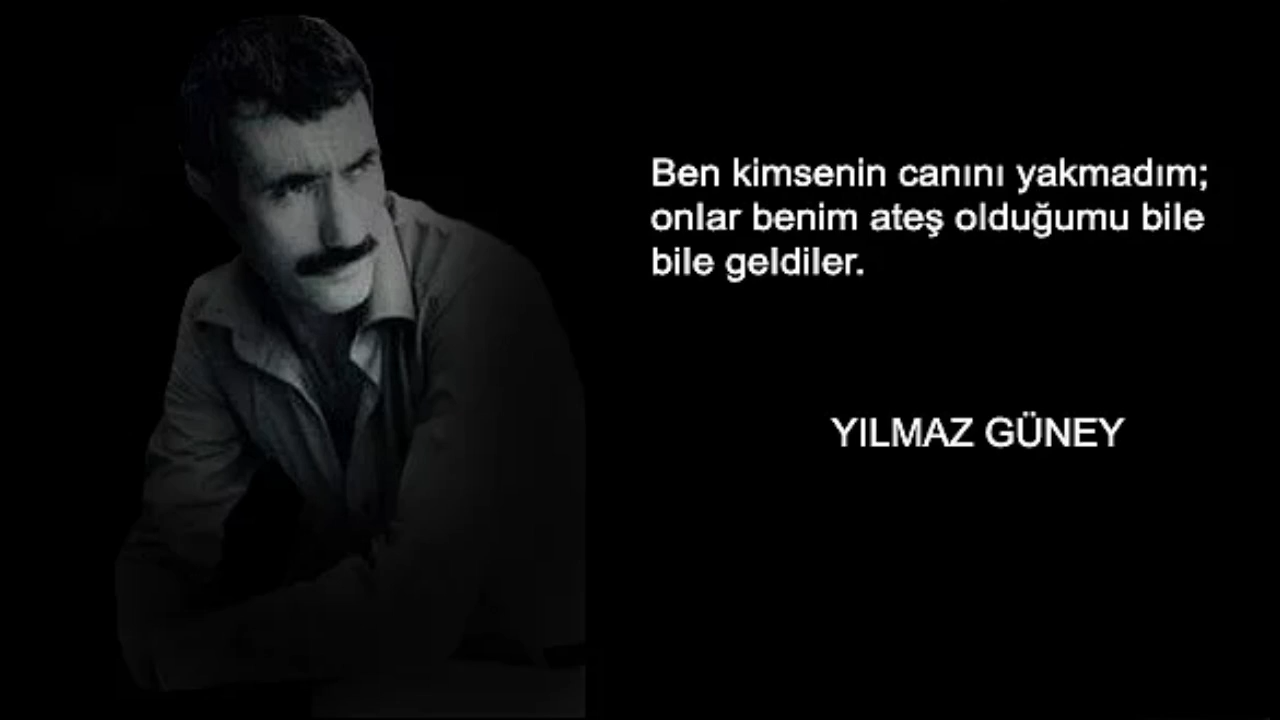 Ben kimsenin canını yakmadım;
onlar benim ateş olduğumu bile
bile geldiler.
YILMAZ GÜNEY